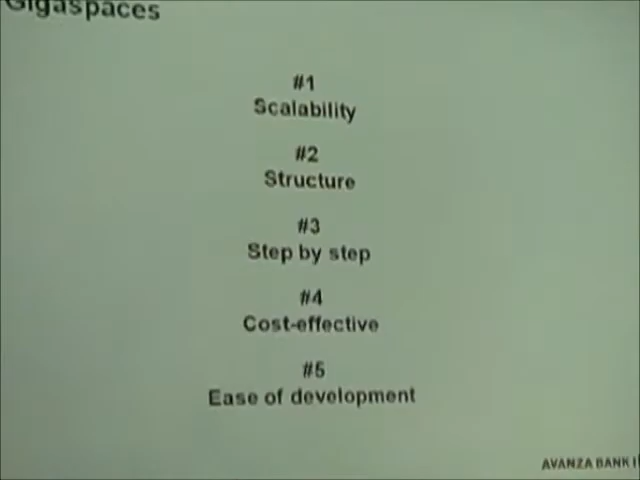 Gigaspaces
#1
Scalability
#2
Structure
#3
Step by step
#4
Cost-effective
#5
Ease of development
AVANZA BANK